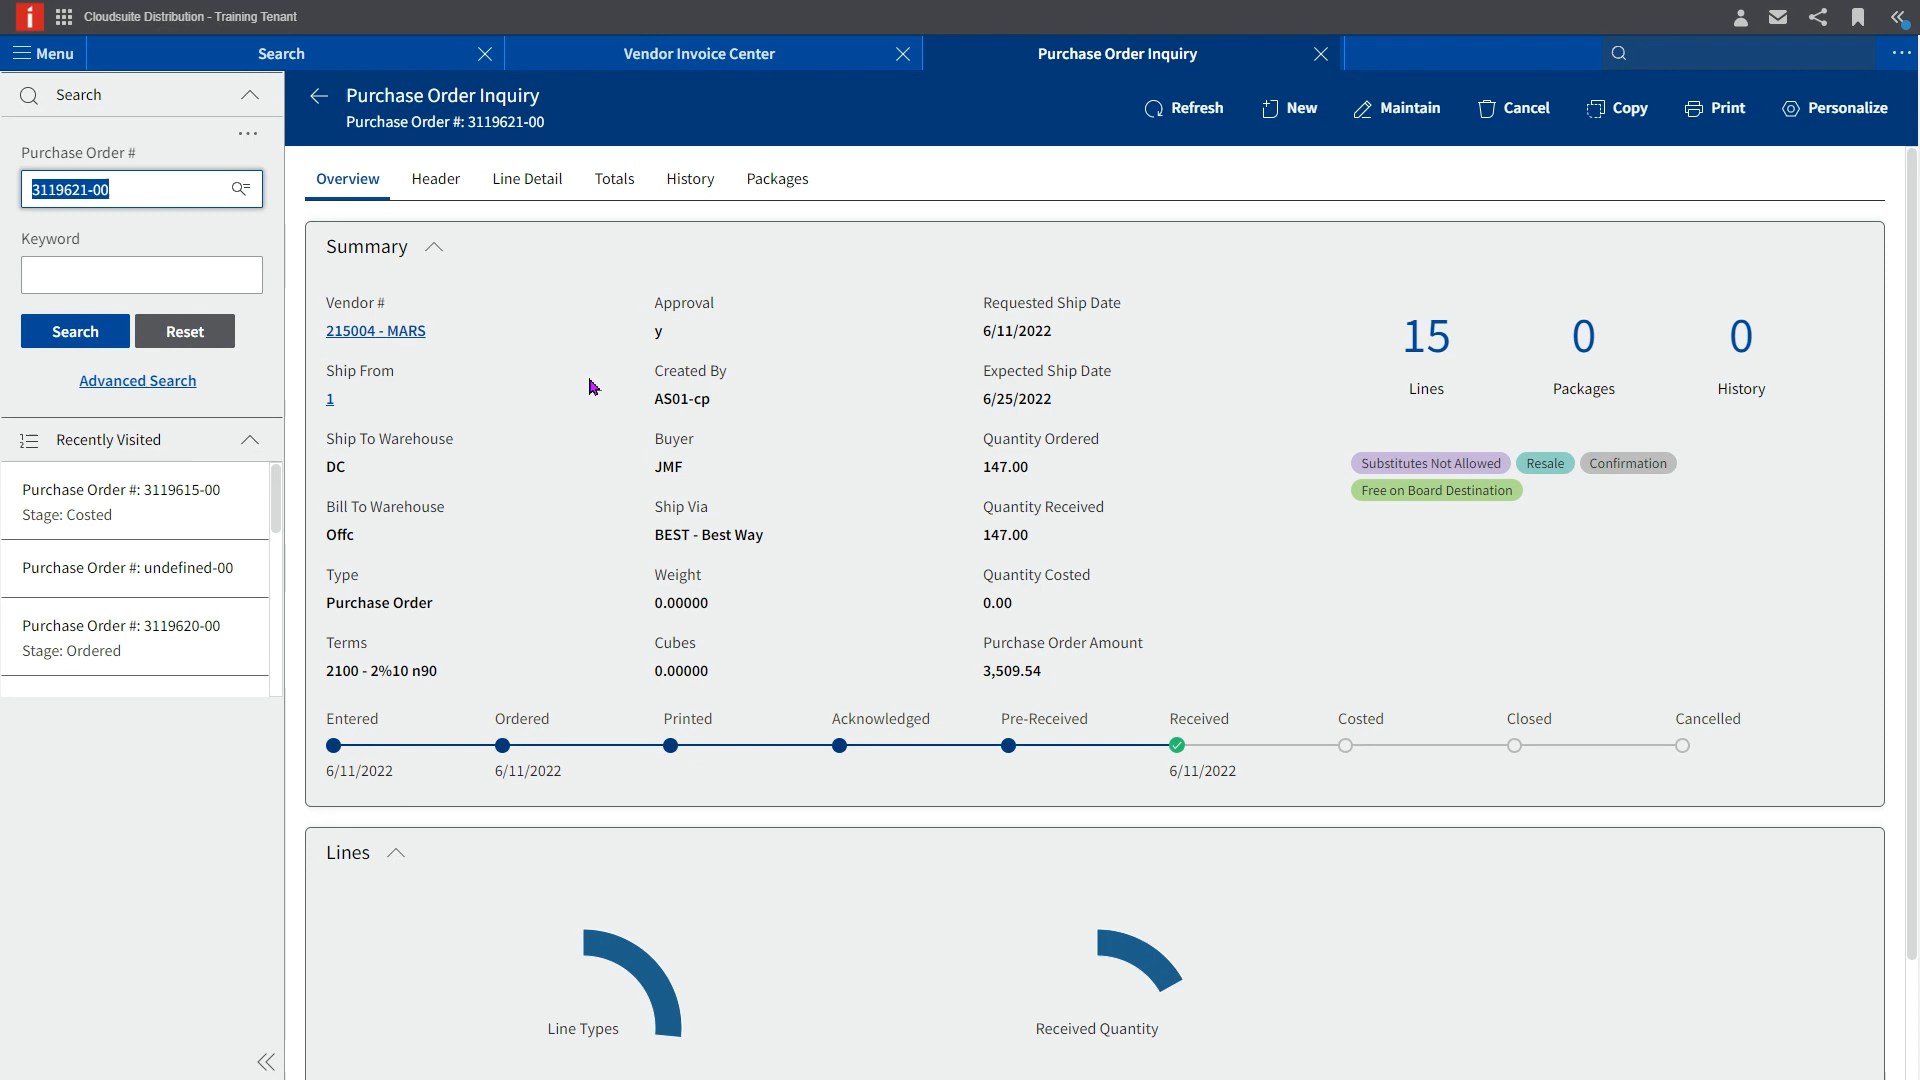 Cloudsuite Distribution - Training Tenant
Menu
Search
Vendor Invoice Center
Purchase Order Inquiry
Search
Purchase Order #
3119621-00
Keyword
Search
Reset
Advanced Search
Recently Visited
Purchase Order #: 3119615-00
Stage: Costed
Purchase Order #: undefined-00
Purchase Order #: 3119620-00
Stage: Ordered
Purchase Order Inquiry
Purchase Order #: 3119621-00
Refresh
New
Maintain
Cancel
Copy
Print
Personalize
Overview
Header
Line Detail
Totals
History
Packages
Summary
Vendor #
215004 - MARS
Ship From
1
Ship To Warehouse
DC
Bill To Warehouse
Offc
Type
Purchase Order
Terms
2100 - 2%10 n90
Approval
y
Created By
AS01-cp
Buyer
JMF
Ship Via
BEST - Best Way
Weight
0.00000
Cubes
0.00000
Requested Ship Date
6/11/2022
Expected Ship Date
6/25/2022
Quantity Ordered
147.00
Quantity Received
147.00
Quantity Costed
0.00
Purchase Order Amount
3,509.54
15
Lines
0
Packages
0
History
Substitutes Not Allowed
Resale
Confirmation
Free on Board Destination
Entered
6/11/2022
Ordered
6/11/2022
Printed
Acknowledged
Pre-Received
Received
6/11/2022
Costed
Closed
Cancelled
Lines
Line Types
Received Quantity